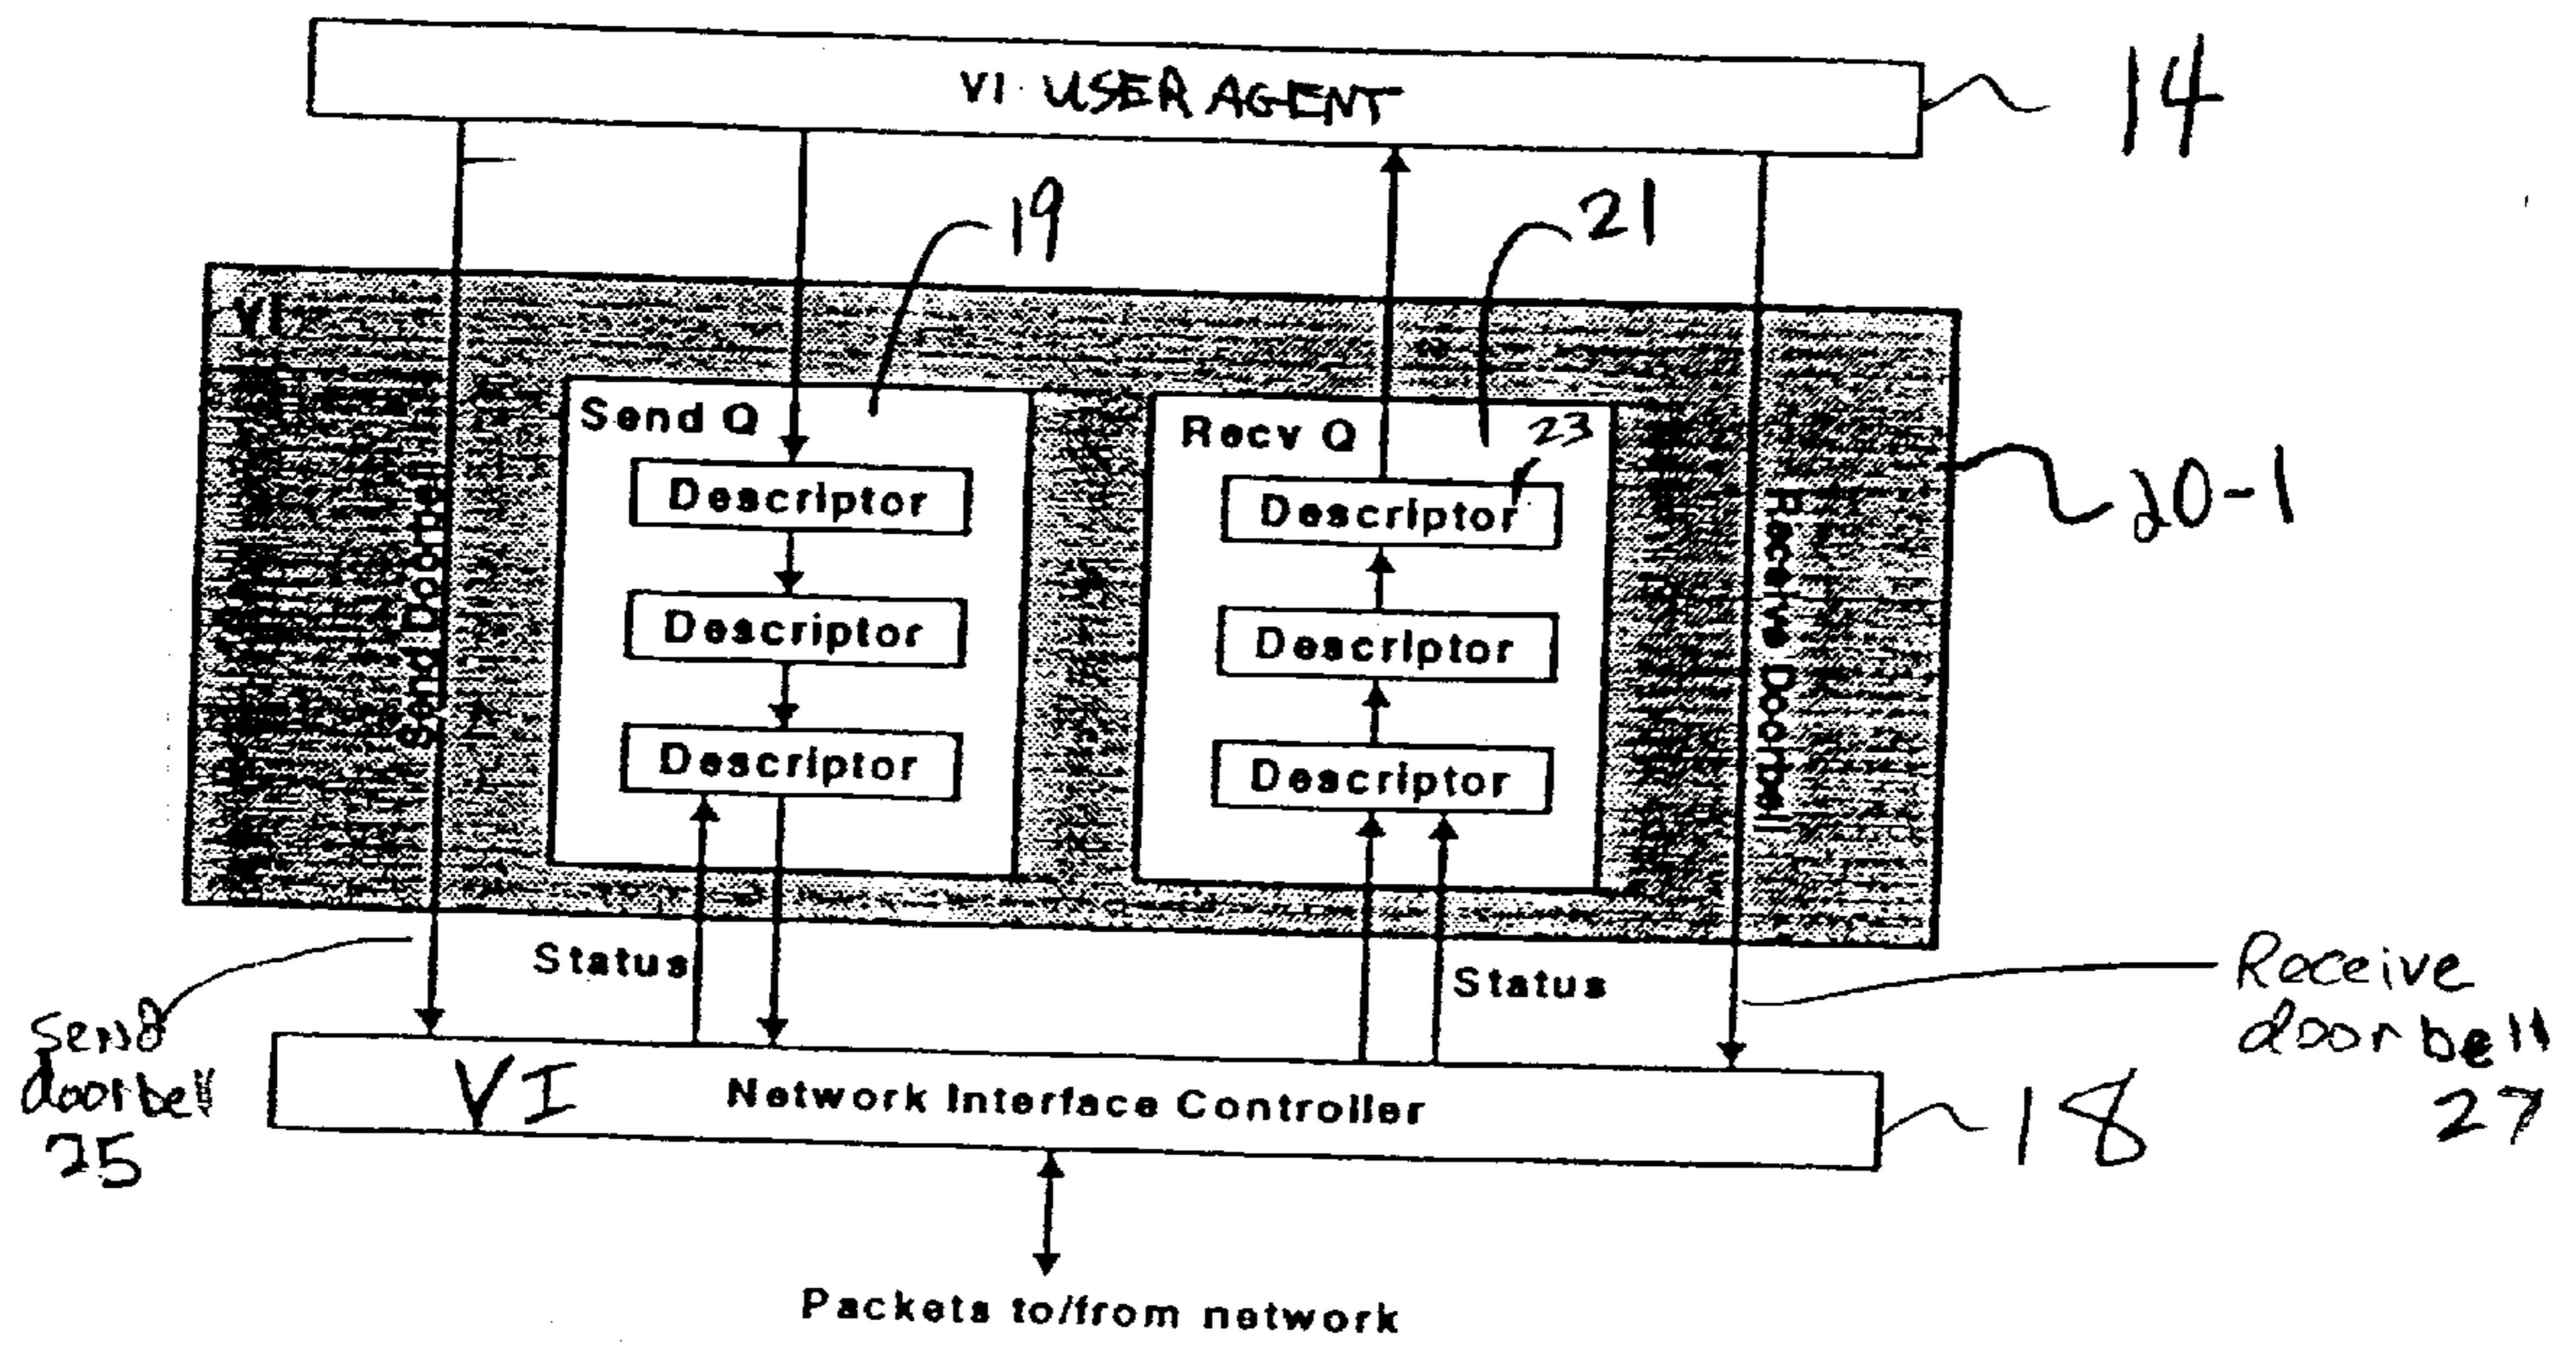 VI USER AGENT
14
19
21
VI
Send Q
Recv Q
23
Descriptor
Descriptor
20-1
Send Doorbell
Receive Doorbell
Descriptor
Descriptor
Descriptor
Descriptor
Status
Status
Send
doorbell
25
Receive
doorbell
27
VI Network Interface Controller
18
Packets to/from network